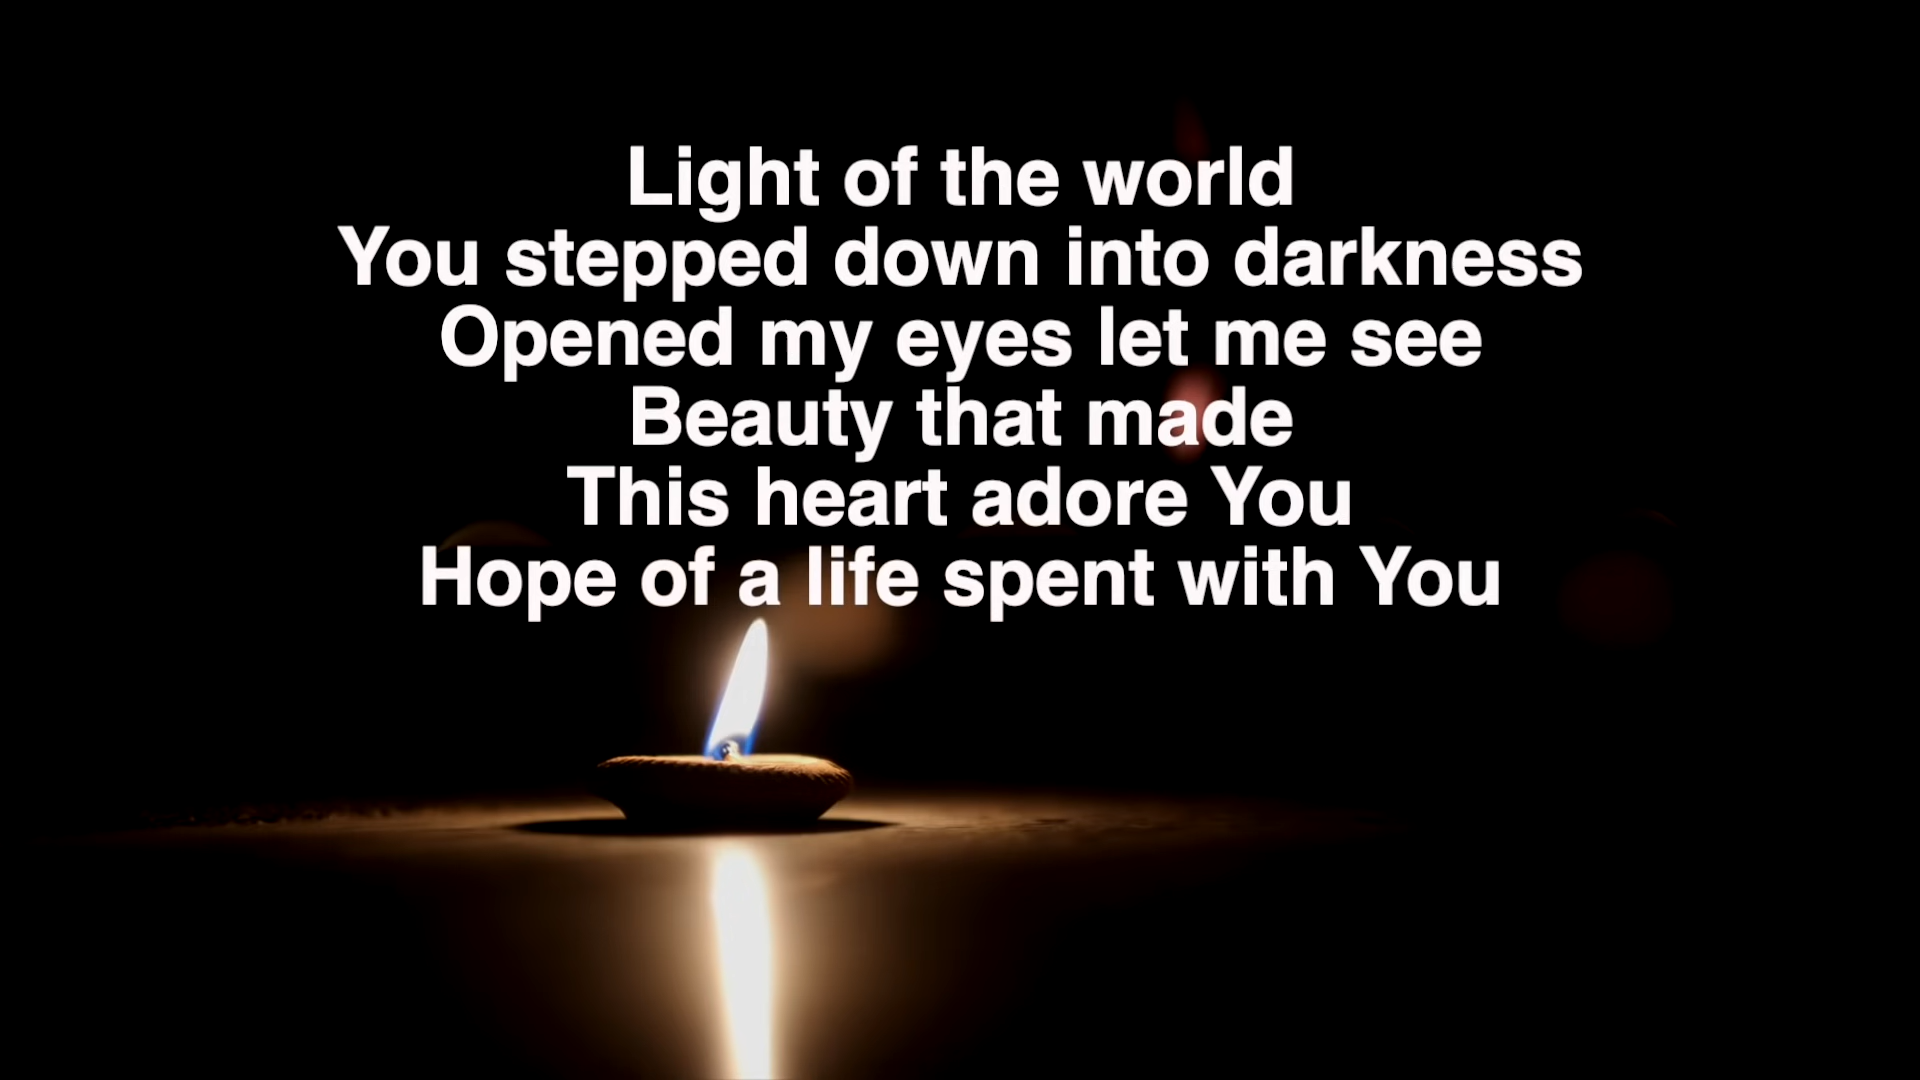 Light of the world
You stepped down into darkness
Opened my eyes let me see
Beauty that made
This heart adore You
Hope of a life spent with You